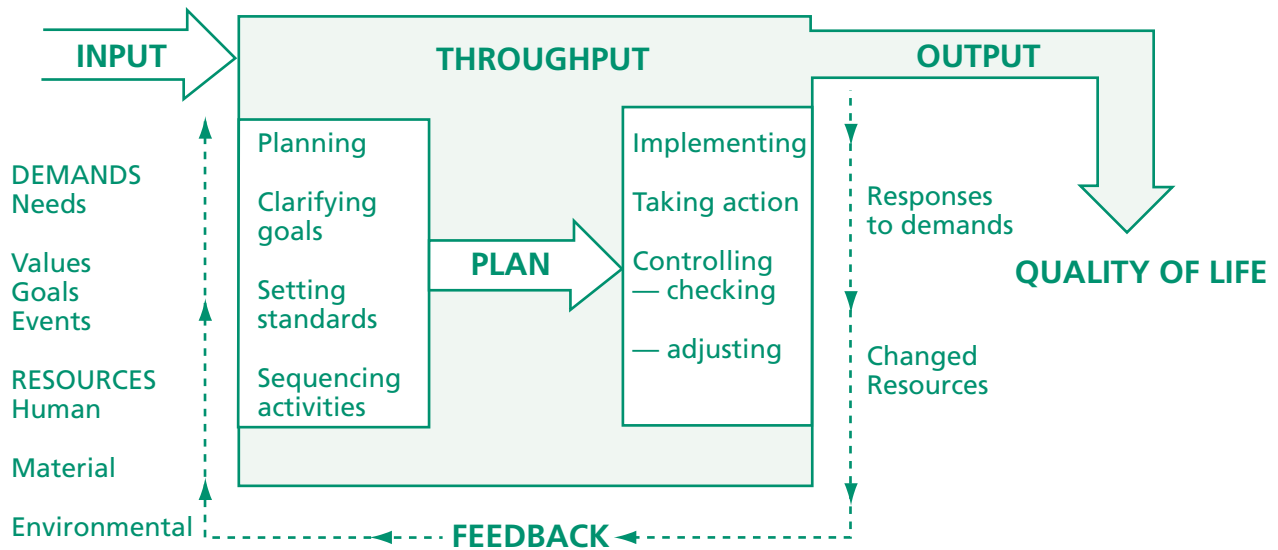 INPUT
THROUGHPUT
OUTPUT
DEMANDS
Needs
Values
Goals
Events
RESOURCES
Human
Material
Environmental
Planning
Clarifying
goals
Setting
standards
Sequencing
activities
PLAN
Implementing
Taking action
Controlling
— checking
— adjusting
Responses
to demands
Changed
Resources
QUALITY OF LIFE
FEEDBACK